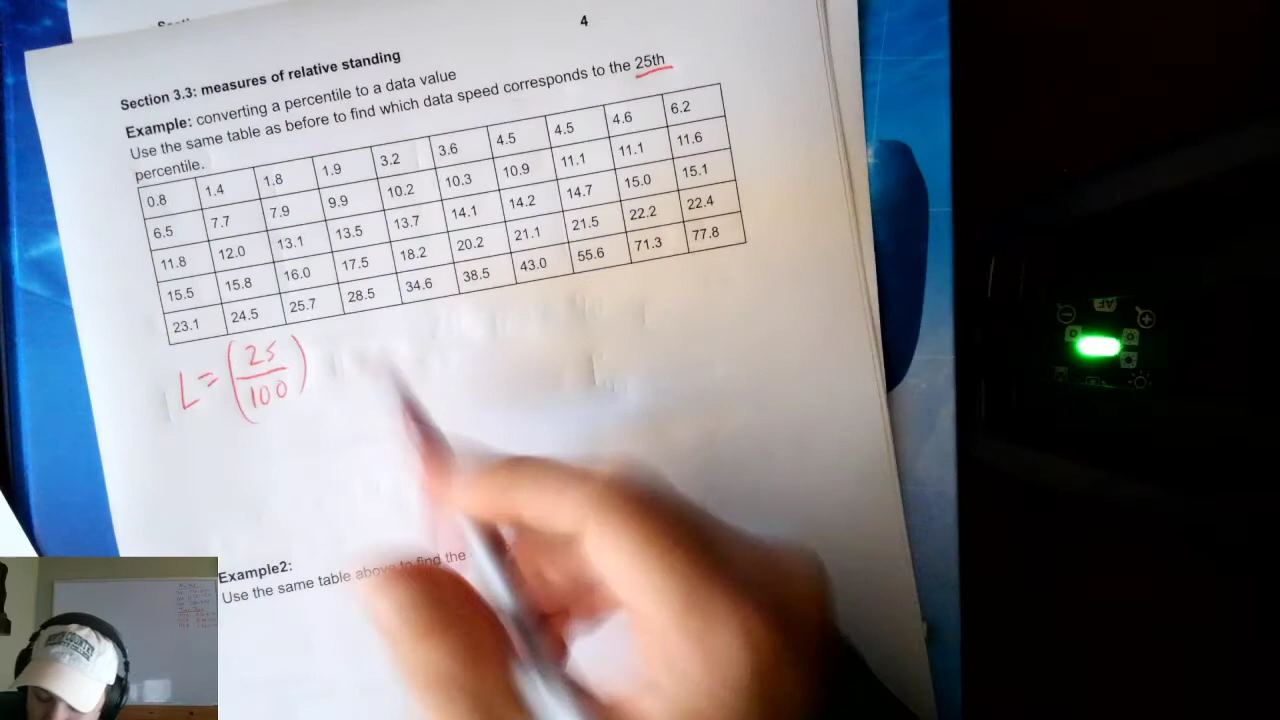 4
Section 3.3: measures of relative standing
Example: converting a percentile to a data value
Use the same table as before to find which data speed corresponds to the 25th
percentile.
0.8 1.4 1.8 1.9 3.2 3.6 4.5 4.5 4.6 6.2
6.5 7.7 7.9 9.9 10.2 10.3 10.9 11.1 11.1 11.6
11.8 12.0 13.1 13.5 13.7 14.1 14.2 14.7 15.0 15.1
15.5 15.8 16.0 17.5 18.2 20.2 21.1 21.5 22.2 22.4
23.1 24.5 25.7 28.5 34.6 38.5 43.0 55.6 71.3 77.8
L = (25/100)
Example2:
Use the same table above to find the
AF